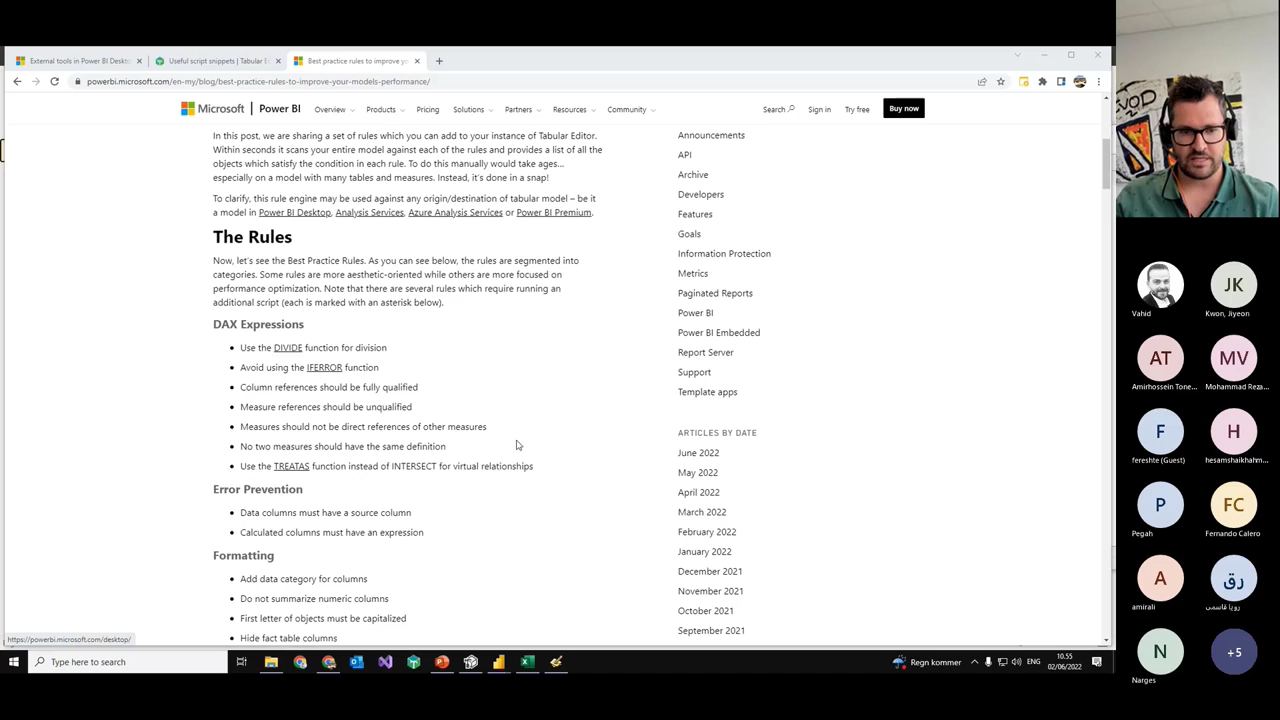 External tools in Power BI Deskto
Useful script snippets | Tabular E
Best practice rules to improve yo
powerbi.microsoft.com/en-my/blog/best-practice-rules-to-improve-your-models-performance/
Microsoft | Power BI
Overview
Products
Pricing
Solutions
Partners
Resources
Community
Search
Sign in
Try free
Buy now
In this post, we are sharing a set of rules which you can add to your instance of Tabular Editor.
Within seconds it scans your entire model against each of the rules and provides a list of all the
objects which satisfy the condition in each rule. To do this manually would take ages…
especially on a model with many tables and measures. Instead, it's done in a snap!
To clarify, this rule engine may be used against any origin/destination of tabular model – be it
a model in Power BI Desktop, Analysis Services, Azure Analysis Services or Power BI Premium.
The Rules
Now, let's see the Best Practice Rules. As you can see below, the rules are segmented into
categories. Some rules are more aesthetic-oriented while others are more focused on
performance optimization. Note that there are several rules which require running an
additional script (each is marked with an asterisk below).
DAX Expressions
Use the DIVIDE function for division
Avoid using the IFERROR function
Column references should be fully qualified
Measure references should be unqualified
Measures should not be direct references of other measures
No two measures should have the same definition
Use the TREATAS function instead of INTERSECT for virtual relationships
Error Prevention
Data columns must have a source column
Calculated columns must have an expression
Formatting
Add data category for columns
Do not summarize numeric columns
First letter of objects must be capitalized
Hide fact table columns
Announcements
API
Archive
Developers
Features
Goals
Information Protection
Metrics
Paginated Reports
Power BI
Power BI Embedded
Report Server
Support
Template apps
ARTICLES BY DATE
June 2022
May 2022
April 2022
March 2022
February 2022
January 2022
December 2021
November 2021
October 2021
September 2021
https://powerbi.microsoft.com/desktop/
Type here to search
Regn kommer
ENG
10.55
02/06/2022
Vahid
JK
Kwon, Jiyeon
AT
Amirhossein Tone...
MV
Mohammad Reza...
F
fereshte (Guest)
H
hesamshaikhahm...
P
Pegah
FC
Fernando Calero
A
amirali
رق
رویا قاسمی
N
Narges
+5